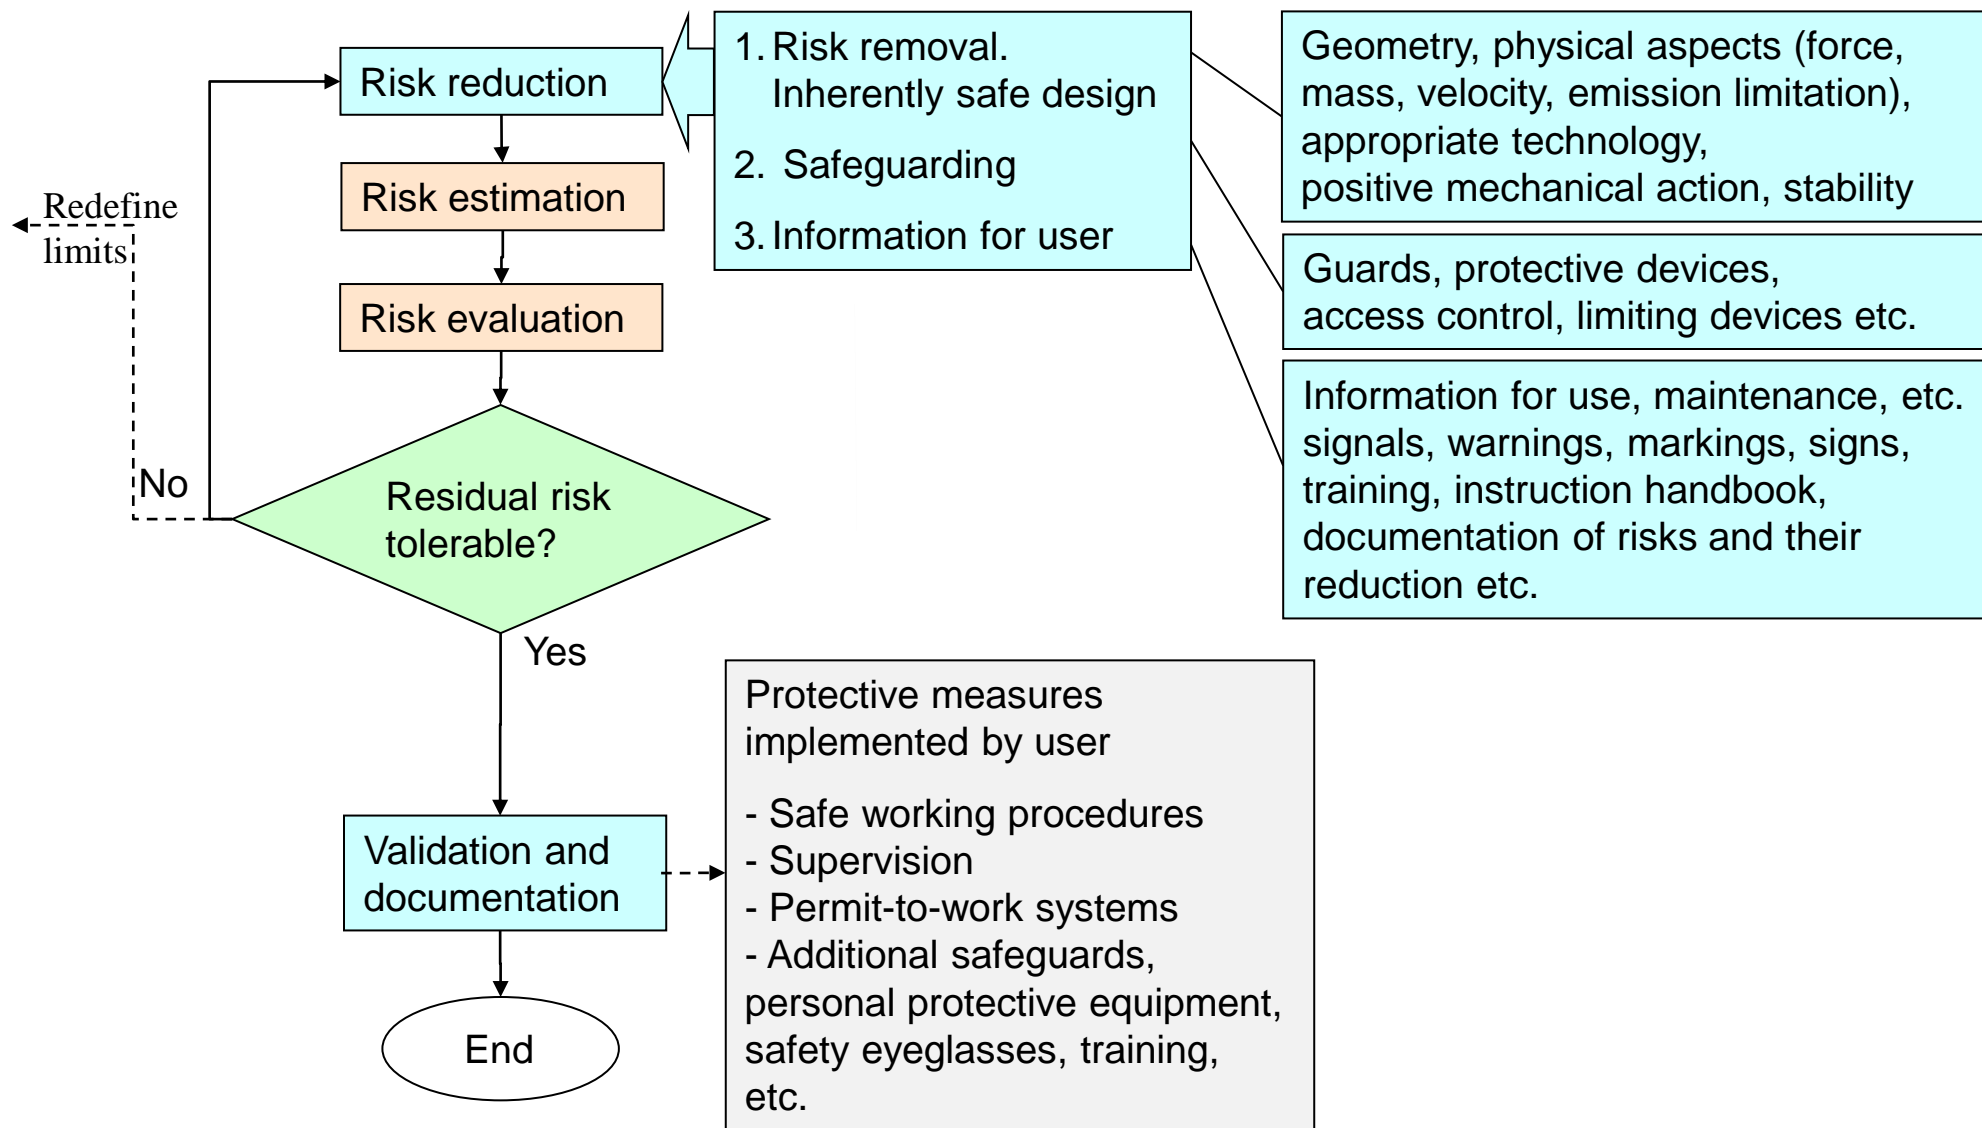 Risk reduction
Risk estimation
Risk evaluation
Residual risk
tolerable?
No
Redefine
limits
Yes
Validation and
documentation
End
1. Risk removal.
Inherently safe design
2. Safeguarding
3. Information for user
Geometry, physical aspects (force,
mass, velocity, emission limitation),
appropriate technology,
positive mechanical action, stability
Guards, protective devices,
access control, limiting devices etc.
Information for use, maintenance, etc.
signals, warnings, markings, signs,
training, instruction handbook,
documentation of risks and their
reduction etc.
Protective measures
implemented by user
- Safe working procedures
- Supervision
- Permit-to-work systems
- Additional safeguards,
personal protective equipment,
safety eyeglasses, training,
etc.